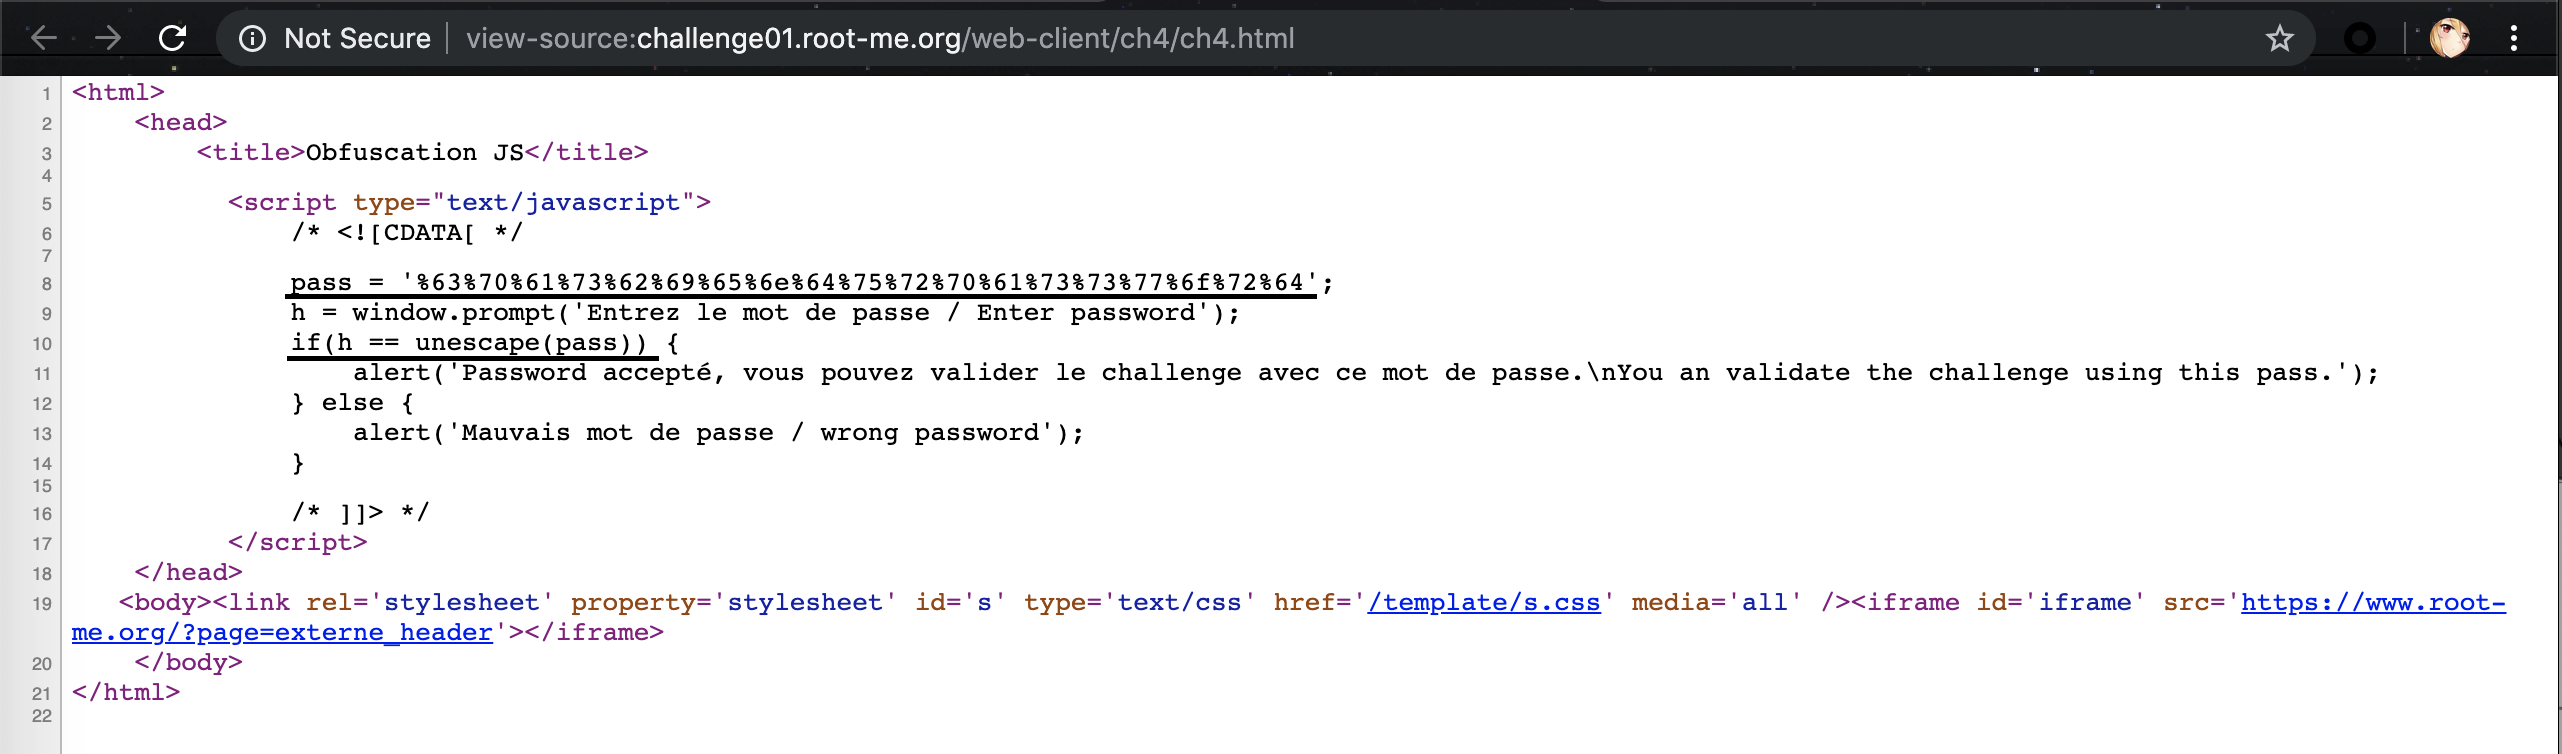 Not Secure | view-source:challenge01.root-me.org/web-client/ch4/ch4.html
1 <html>
2 <head>
3 <title>Obfuscation JS</title>
4
5 <script type="text/javascript">
6 /* <![CDATA[ */
7
8 pass = '%63%70%61%73%62%69%65%6e%64%75%72%70%61%73%73%77%6f%72%64';
9 h = window.prompt('Entrez le mot de passe / Enter password');
10 if(h == unescape(pass)) {
11 alert('Password accepté, vous pouvez valider le challenge avec ce mot de passe.\nYou an validate the challenge using this pass.');
12 } else {
13 alert('Mauvais mot de passe / wrong password');
14 }
15
16 /* ]]> */
17 </script>
18 </head>
19 <body><link rel='stylesheet' property='stylesheet' id='s' type='text/css' href='/template/s.css' media='all' /><iframe id='iframe' src='https://www.root-
me.org/?page=externe_header'></iframe>
20 </body>
21 </html>
22